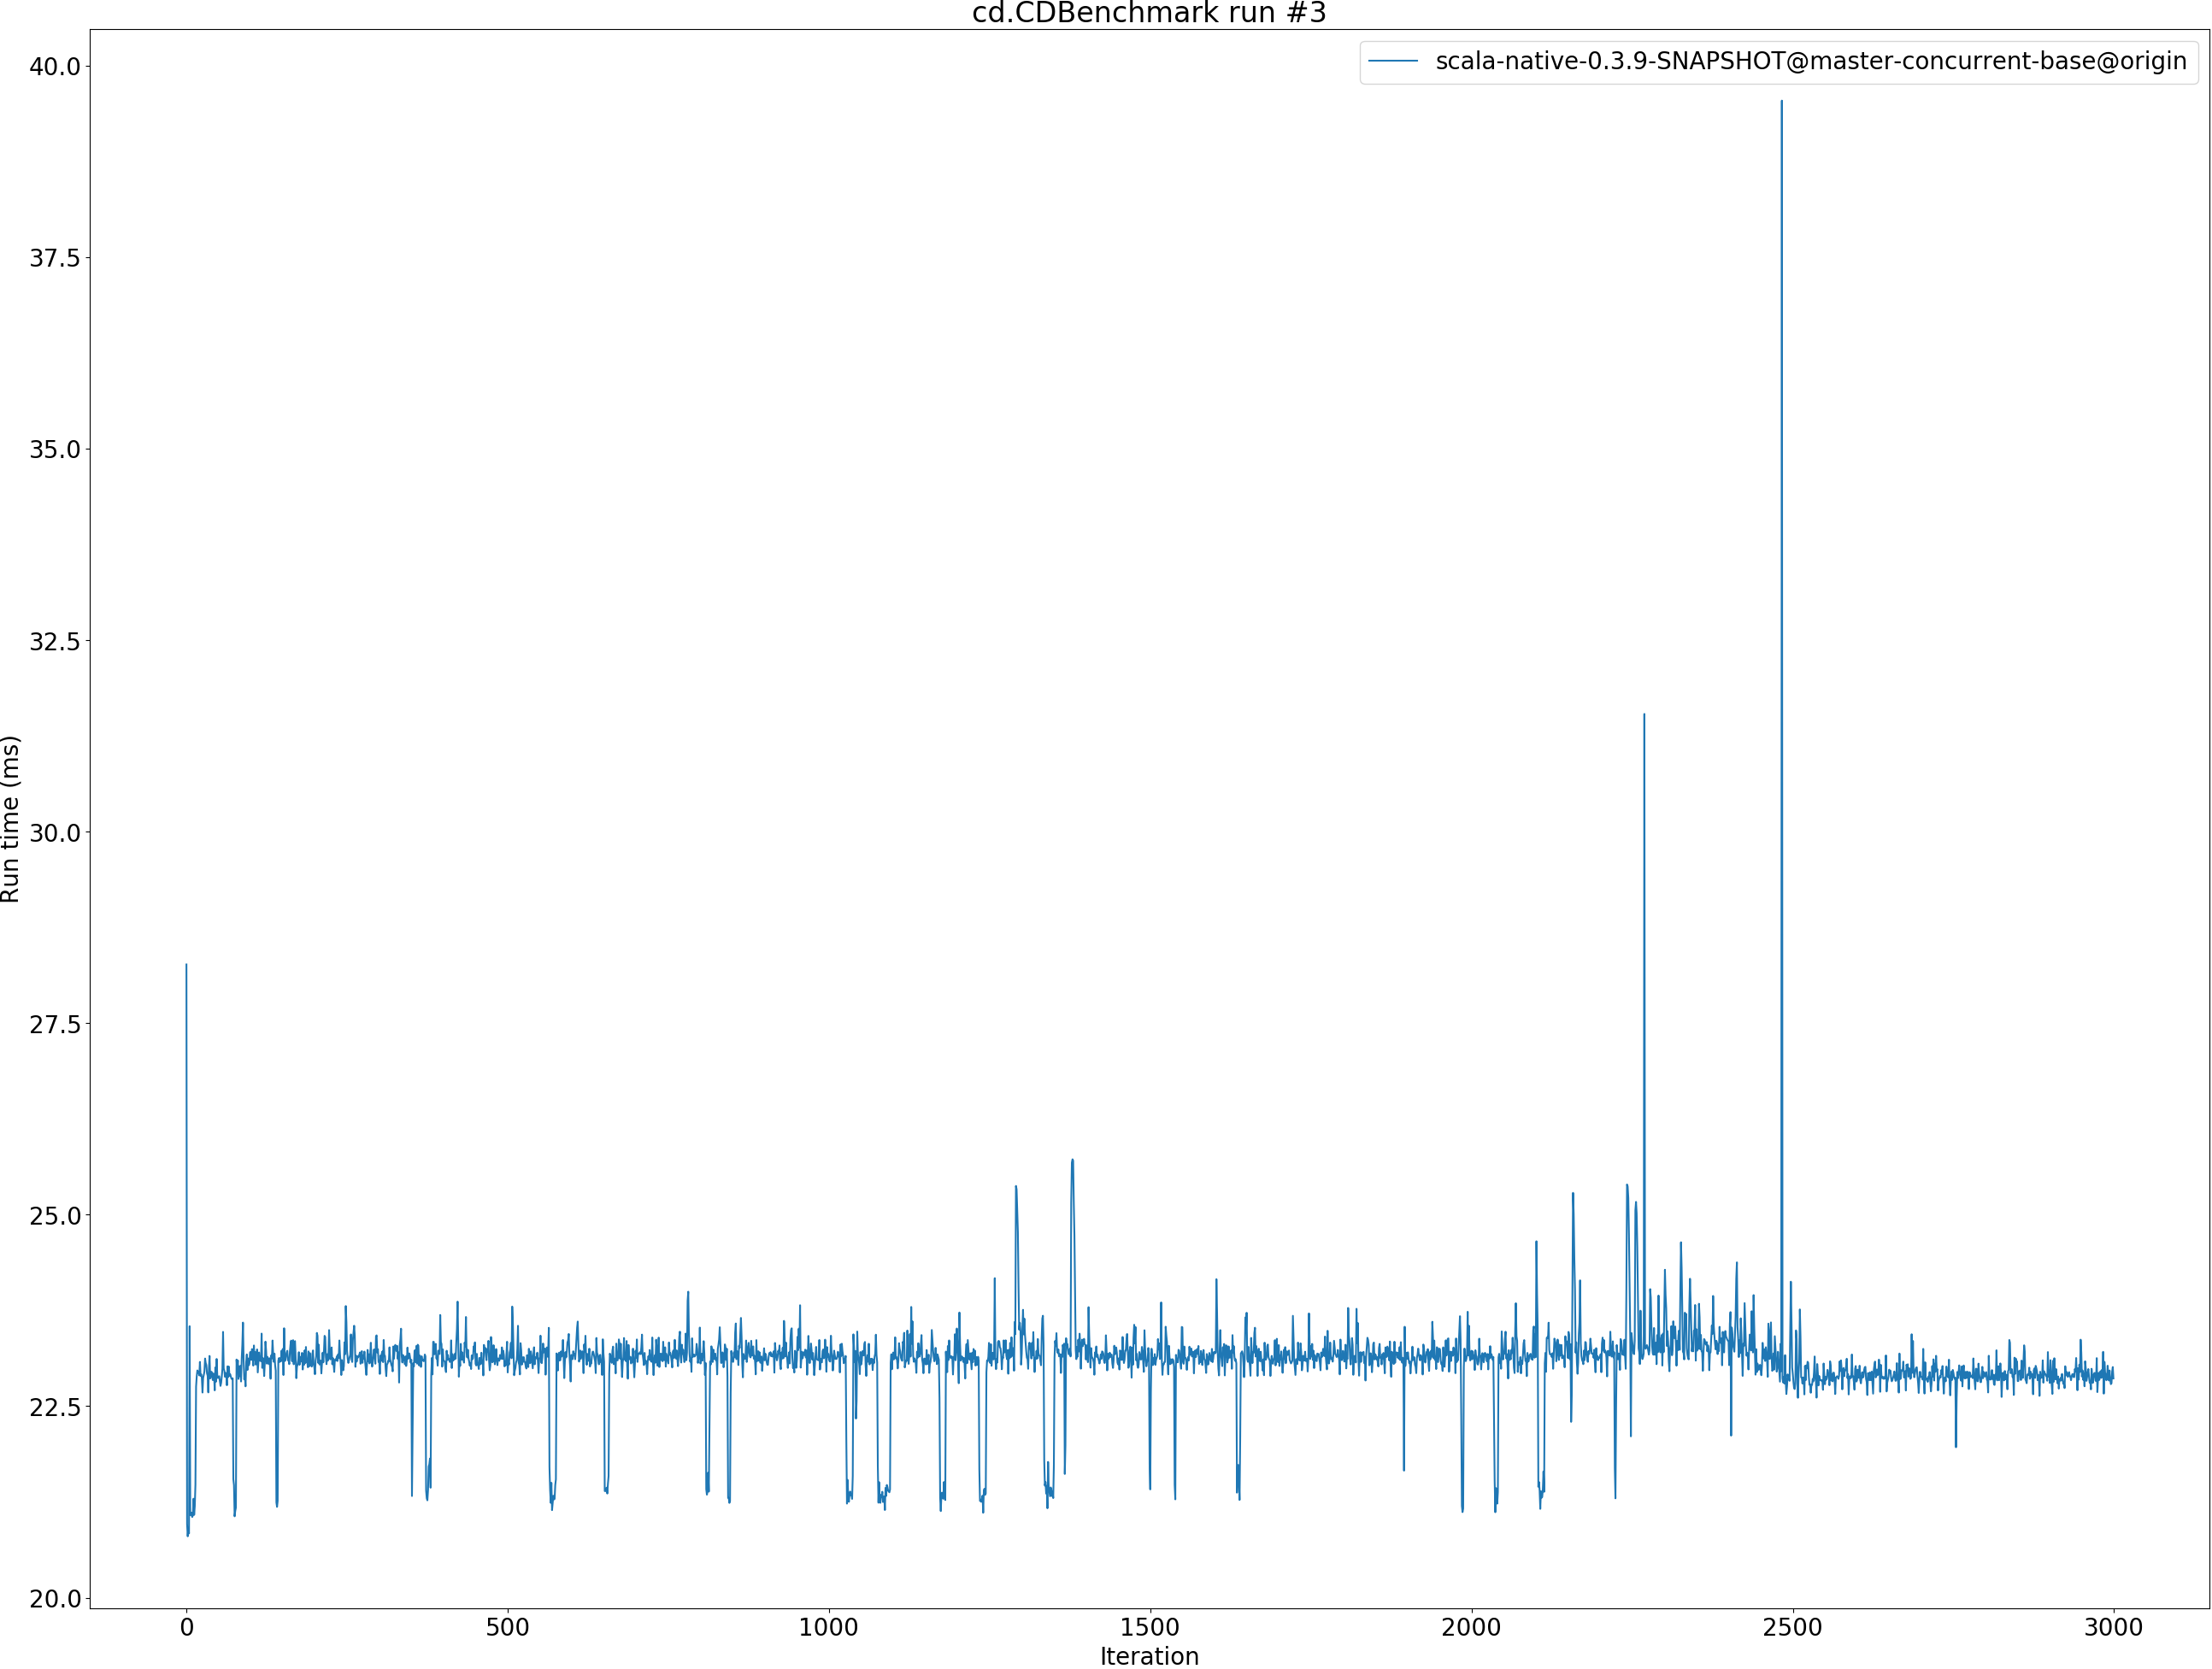 cd.CDBenchmark run #3
scala-native-0.3.9-SNAPSHOT@master-concurrent-base@origin
Run time (ms)
40.0
37.5
35.0
32.5
30.0
27.5
25.0
22.5
20.0
0 500 1000 1500 2000 2500 3000
Iteration